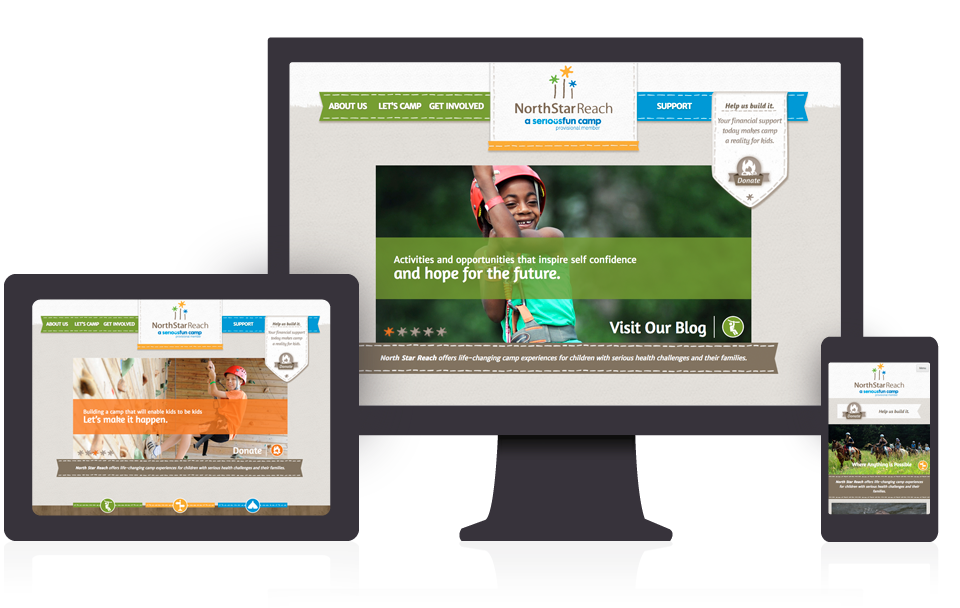 ABOUT US LET'S CAMP GET INVOLVED
NorthStarReach
a seriousfun camp
provisional member
SUPPORT
Help us build it.
Your financial support
today makes camp
a reality for kids.
Donate
Activities and opportunities that inspire self confidence
and hope for the future.
Visit Our Blog
North Star Reach offers life-changing camp experiences for children with serious health challenges and their families.
ABOUT US LET'S CAMP GET INVOLVED
NorthStarReach
a seriousfun camp
SUPPORT
Help us build it.
Your financial support
today makes camp
a reality for kids.
Donate
Building a camp that will enable kids to be kids
Let's make it happen.
Donate
North Star Reach offers life-changing camp experiences for children with serious health challenges and their families.
Menu
NorthStarReach
a seriousfun camp
Donate
Help us build it.
Where Anything is Possible
North Star Reach offers life-changing camp experiences for
children with serious health challenges and their
families.